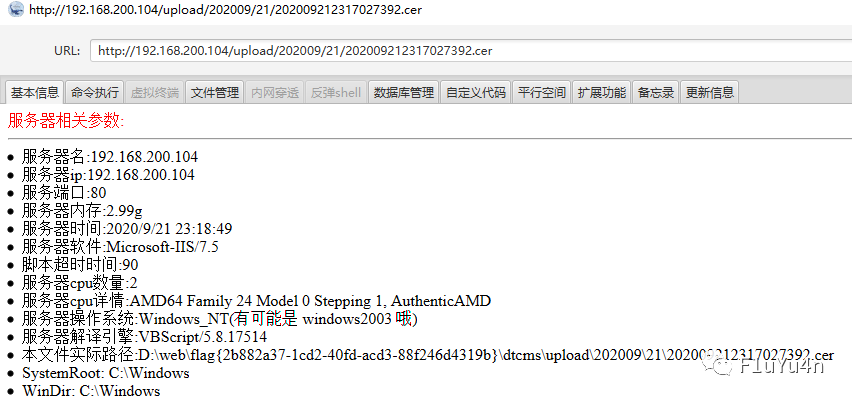 http://192.168.200.104/upload/202009/21/202009212317027392.cer
URL: http://192.168.200.104/upload/202009/21/202009212317027392.cer
基本信息 命令执行 虚拟终端 文件管理 内网穿透 反弹shell 数据库管理 自定义代码 平行空间 扩展功能 备忘录 更新信息
服务器相关参数:
服务器名:192.168.200.104
服务器ip:192.168.200.104
服务端口:80
服务器内存:2.99g
服务器时间:2020/9/21 23:18:49
服务器软件:Microsoft-IIS/7.5
脚本超时时间:90
服务器cpu数量:2
服务器cpu详情:AMD64 Family 24 Model 0 Stepping 1, AuthenticAMD
服务器操作系统:Windows_NT(有可能是 windows2003 哦)
服务器解译引擎:VBScript/5.8.17514
本文件实际路径:D:\web\flag{2b882a37-1cd2-40fd-acd3-88f246d4319b}\dtcms\upload\202009\21\202009212317027392.cer
F1uYu4n
SystemRoot: C:\Windows
WinDir: C:\Windows